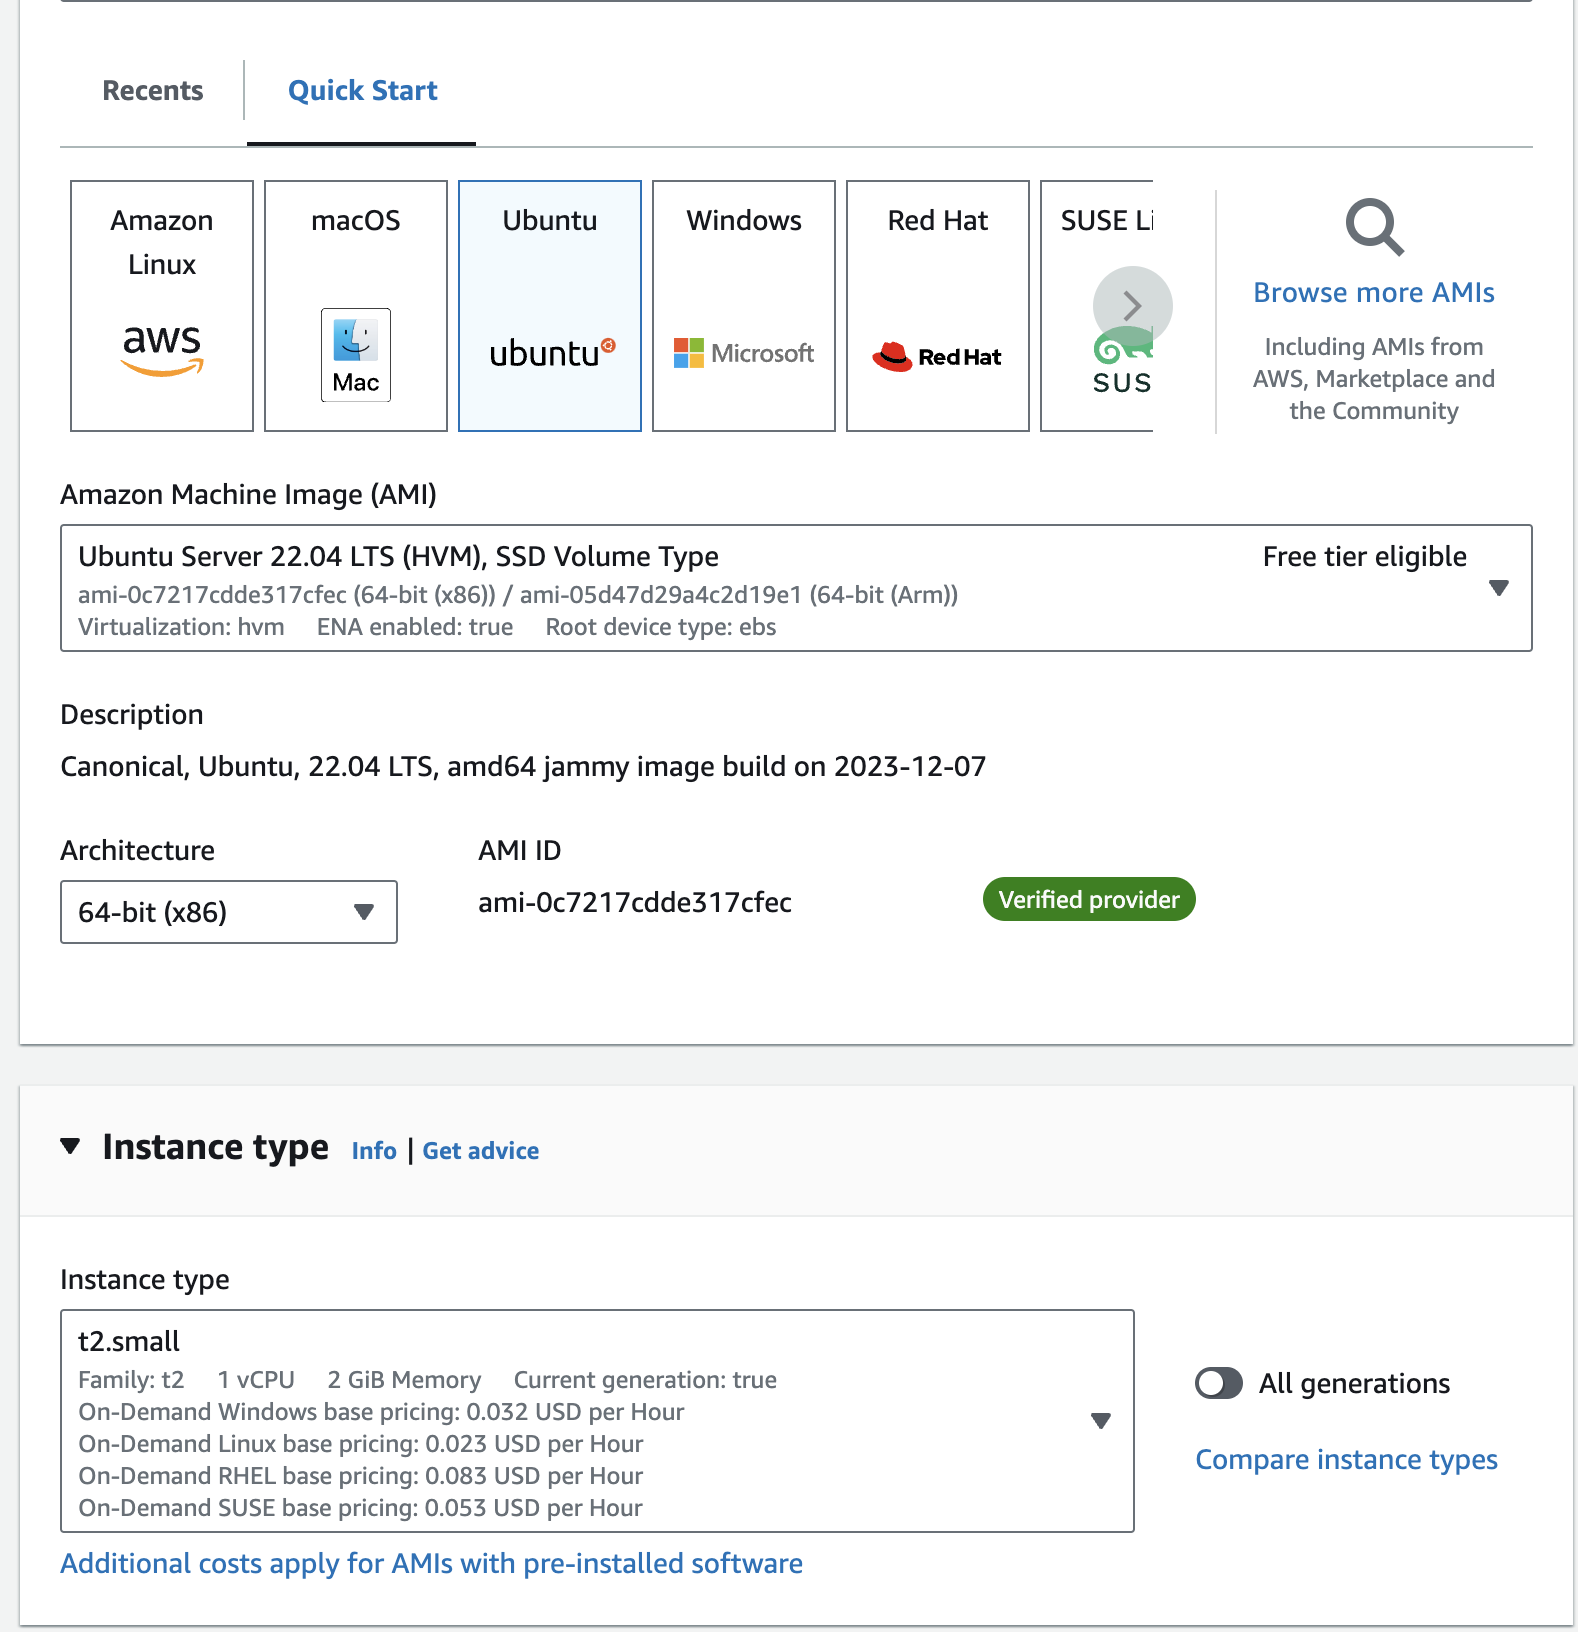 Recents
Quick Start
Amazon
Linux
aws
macOS
Mac
Ubuntu
ubuntu
Windows
Microsoft
Red Hat
Red Hat
SUSE Li
SUS
Browse more AMIs
Including AMIs from
AWS, Marketplace and
the Community
Amazon Machine Image (AMI)
Ubuntu Server 22.04 LTS (HVM), SSD Volume Type
Free tier eligible
ami-0c7217cdde317cfec (64-bit (x86)) / ami-05d47d29a4c2d19e1 (64-bit (Arm))
Virtualization: hvm ENA enabled: true Root device type: ebs
Description
Canonical, Ubuntu, 22.04 LTS, amd64 jammy image build on 2023-12-07
Architecture
64-bit (x86)
AMI ID
ami-0c7217cdde317cfec
Verified provider
Instance type Info | Get advice
Instance type
t2.small
Family: t2 1 vCPU 2 GiB Memory Current generation: true
On-Demand Windows base pricing: 0.032 USD per Hour
On-Demand Linux base pricing: 0.023 USD per Hour
On-Demand RHEL base pricing: 0.083 USD per Hour
On-Demand SUSE base pricing: 0.053 USD per Hour
All generations
Compare instance types
Additional costs apply for AMIs with pre-installed software